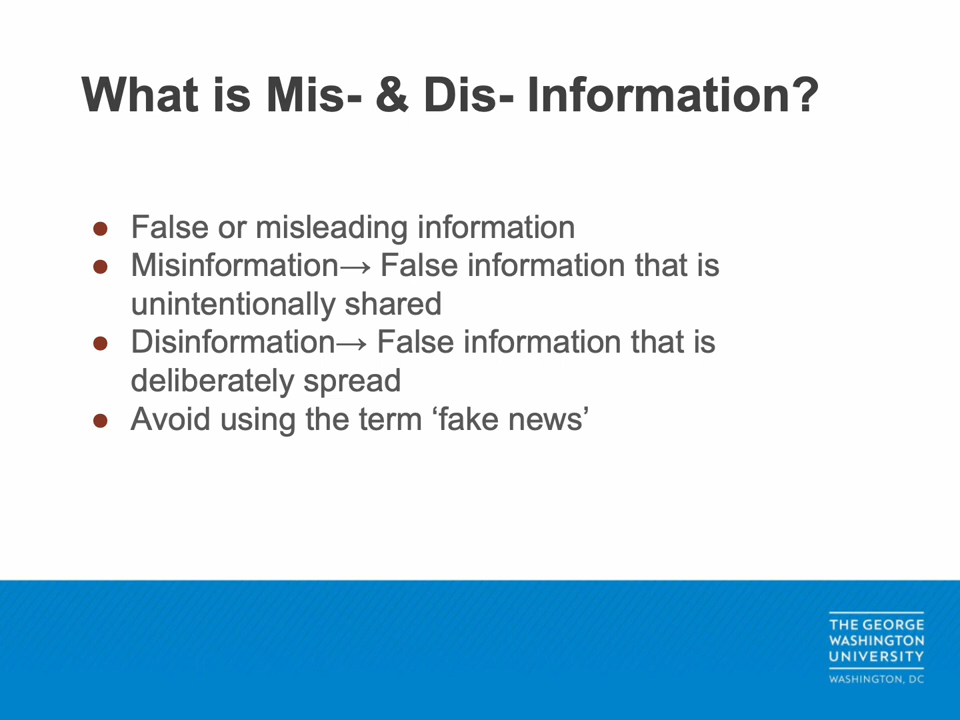 What is Mis- & Dis- Information?
● False or misleading information
● Misinformation→ False information that is
unintentionally shared
● Disinformation→ False information that is
deliberately spread
● Avoid using the term ‘fake news’
THE GEORGE
WASHINGTON
UNIVERSITY
WASHINGTON, DC